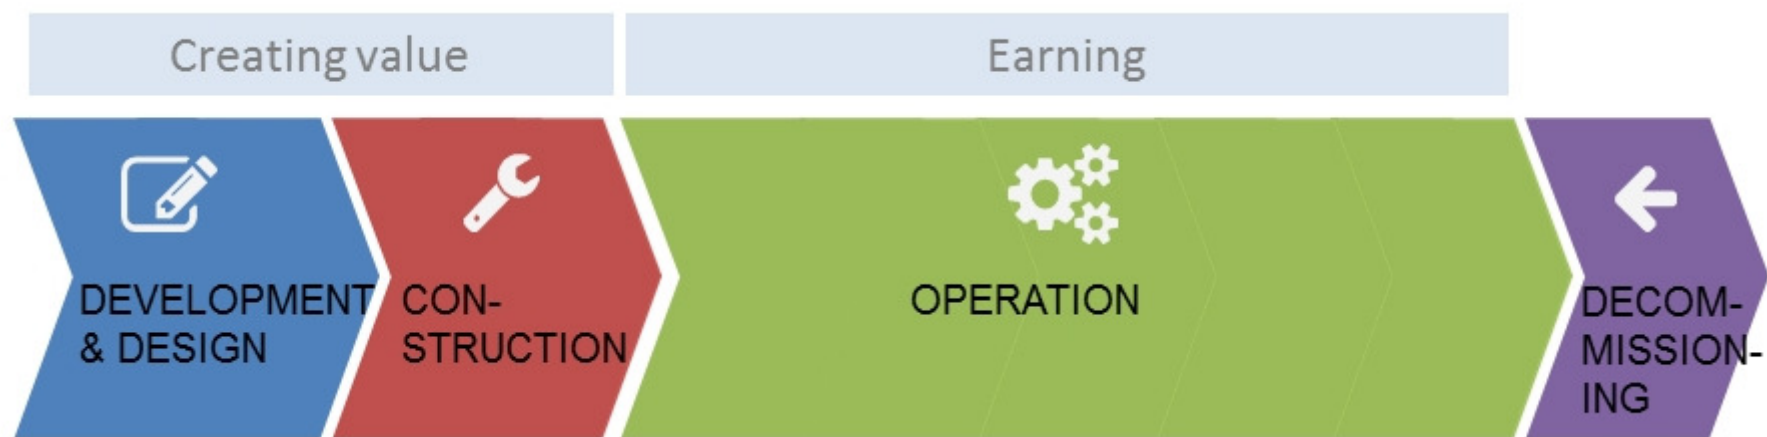 Creating value
Earning
DEVELOPMENT
& DESIGN
CON-
STRUCTION
OPERATION
DECOM-
MISSION-
ING